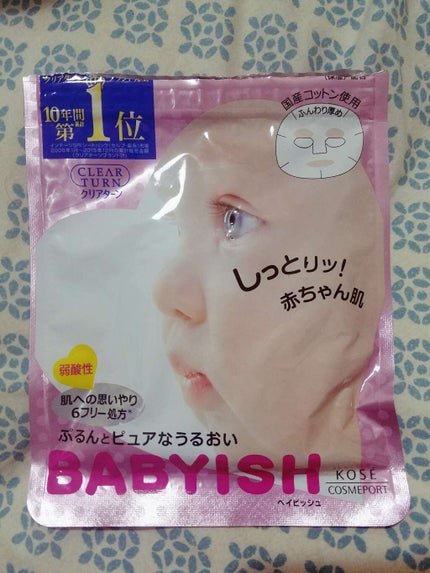 10年間
第1位
CLEAR
TURN
クリアターン
国産コットン使用
ふんわり厚め
しっとりッ!
赤ちゃん肌
弱酸性
肌への思いやり
6フリー処方*
ぷるんとピュアなうるおい
BABYISH
ベイビッシュ
KOSÉ
COSMEPORT